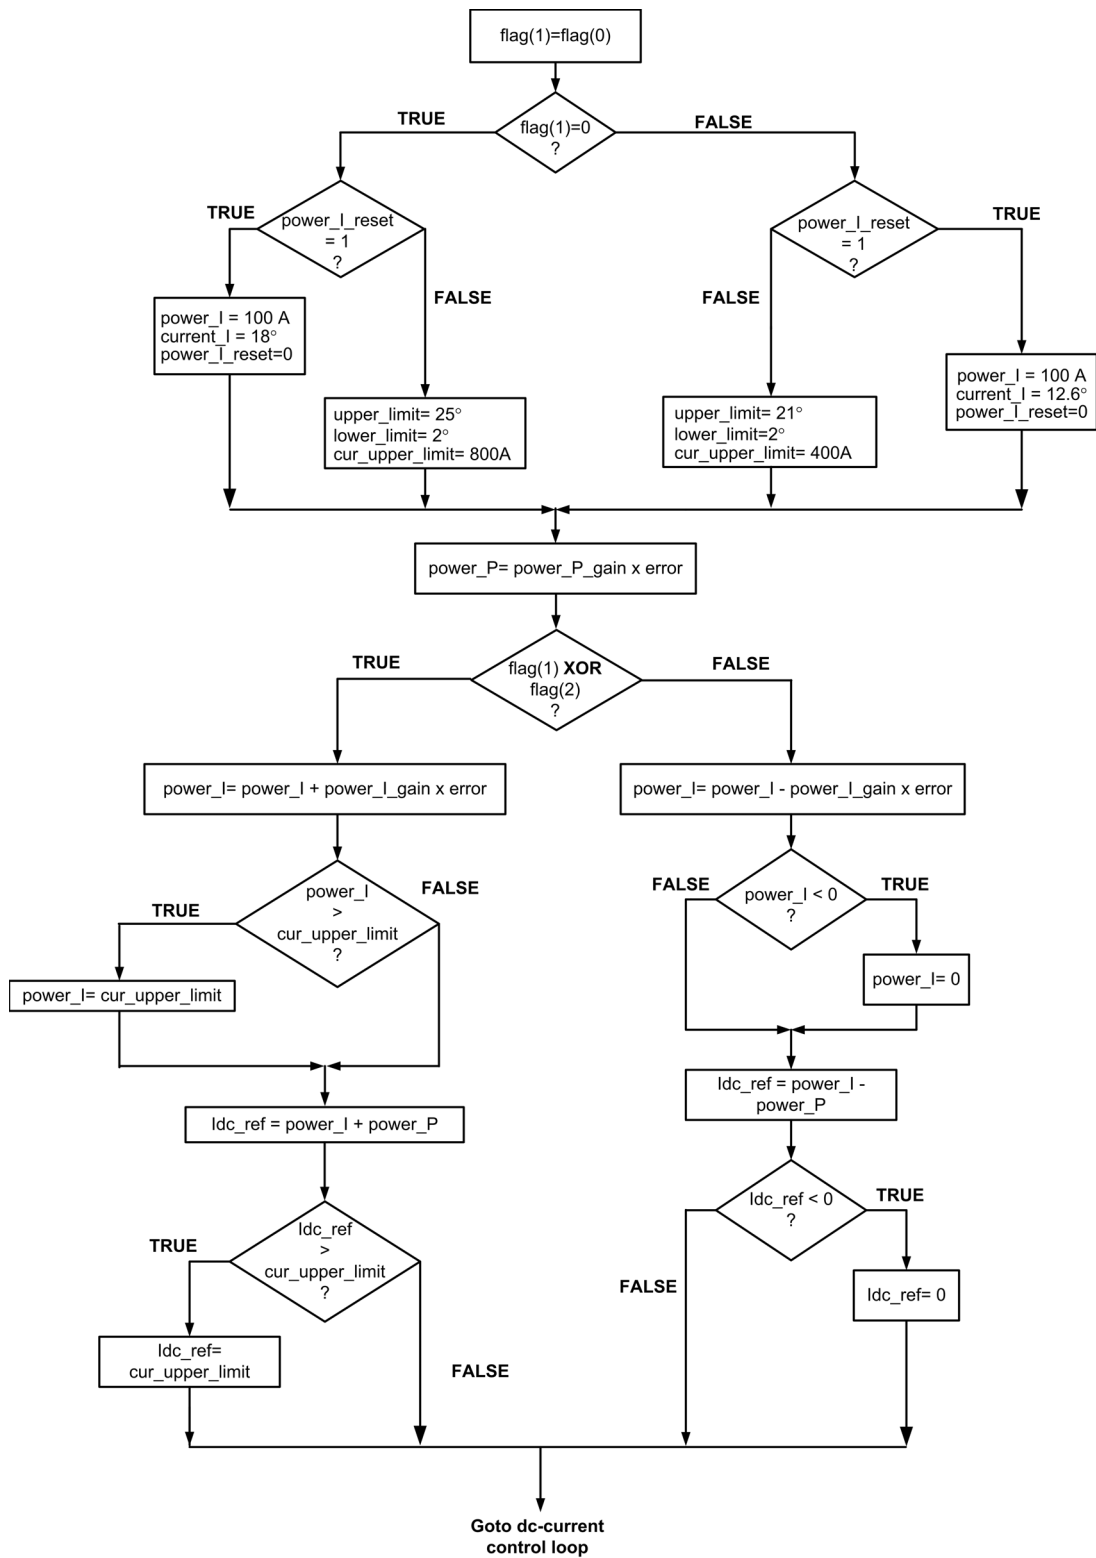 flag(1)=flag(0)
TRUE
flag(1)=0
?
FALSE
TRUE
power_I_reset
= 1
?
FALSE
power_I = 100 A
current_I = 18°
power_I_reset=0
upper_limit= 25°
lower_limit= 2°
cur_upper_limit= 800A
power_I_reset
= 1
?
TRUE
FALSE
upper_limit= 21°
lower_limit=2°
cur_upper_limit= 400A
power_I = 100 A
current_I = 12.6°
power_I_reset=0
power_P= power_P_gain x error
TRUE
flag(1) XOR
flag(2)
?
FALSE
power_I= power_I + power_I_gain x error
power_I
>
cur_upper_limit
?
TRUE
FALSE
power_I= cur_upper_limit
Idc_ref = power_I + power_P
Idc_ref
>
cur_upper_limit
?
TRUE
FALSE
Idc_ref=
cur_upper_limit
power_I= power_I - power_I_gain x error
FALSE
power_I < 0
?
TRUE
power_I= 0
Idc_ref = power_I -
power_P
Idc_ref < 0
?
TRUE
FALSE
Idc_ref= 0
Goto dc-current
control loop